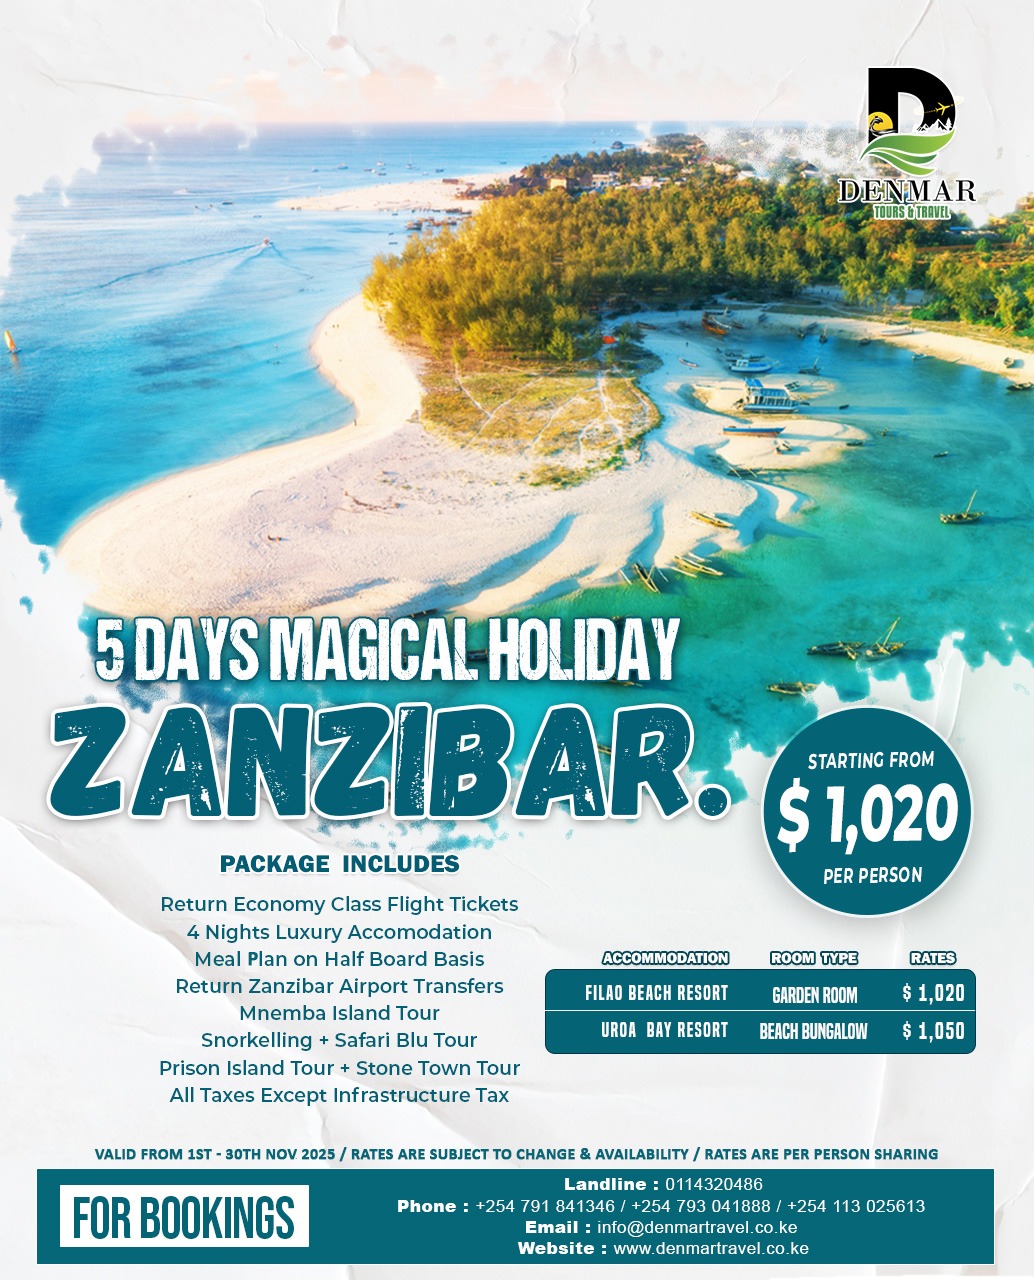 DENMAR
TOURS & TRAVEL
5 DAYS MAGICAL HOLIDAY
ZANZIBAR.
STARTING FROM
$ 1,020
PER PERSON
PACKAGE INCLUDES
Return Economy Class Flight Tickets
4 Nights Luxury Accomodation
Meal Plan on Half Board Basis
Return Zanzibar Airport Transfers
Mnemba Island Tour
Snorkelling + Safari Blu Tour
Prison Island Tour + Stone Town Tour
All Taxes Except Infrastructure Tax
ACCOMMODATION ROOM TYPE RATES
FILAO BEACH RESORT GARDEN ROOM $ 1,020
UROA BAY RESORT BEACH BUNGALOW $ 1,050
VALID FROM 1ST - 30TH NOV 2025 / RATES ARE SUBJECT TO CHANGE & AVAILABILITY / RATES ARE PER PERSON SHARING
FOR BOOKINGS
Landline : 0114320486
Phone : +254 791 841346 / +254 793 041888 / +254 113 025613
Email : info@denmartravel.co.ke
Website : www.denmartravel.co.ke